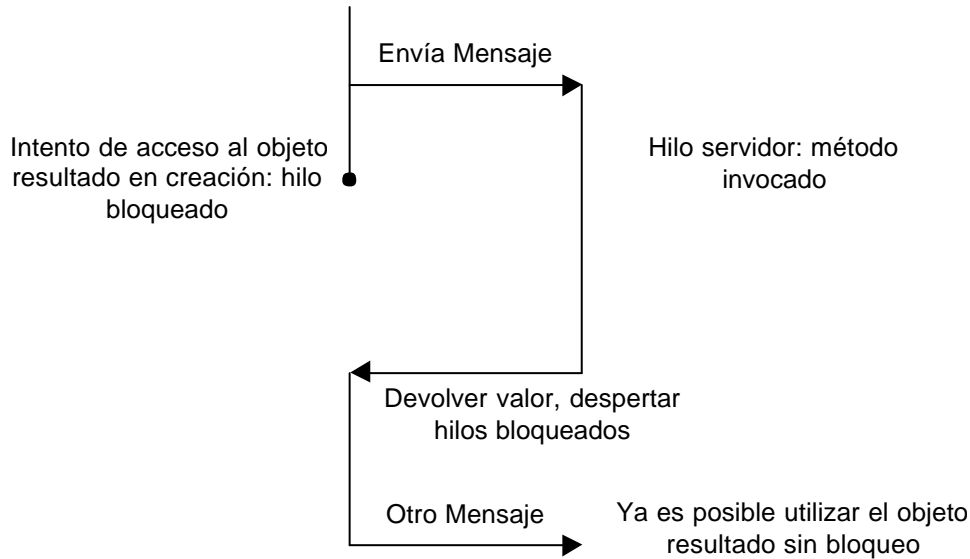 Envía Mensaje
Intento de acceso al objeto
resultado en creación: hilo
bloqueado
Hilo servidor: método
invocado
Devolver valor, despertar
hilos bloqueados
Otro Mensaje
Ya es posible utilizar el objeto
resultado sin bloqueo